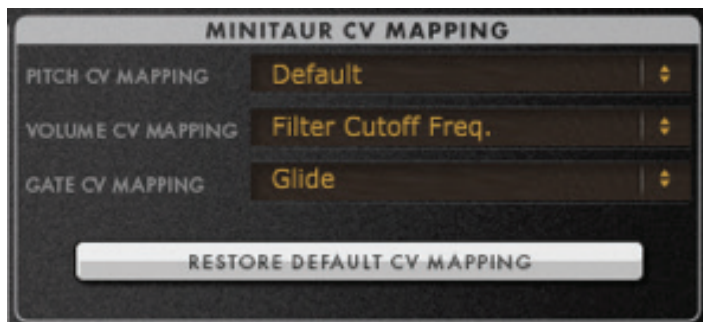 MINITAUR CV MAPPING
PITCH CV MAPPING Default
VOLUME CV MAPPING Filter Cutoff Freq.
GATE CV MAPPING Glide
RESTORE DEFAULT CV MAPPING